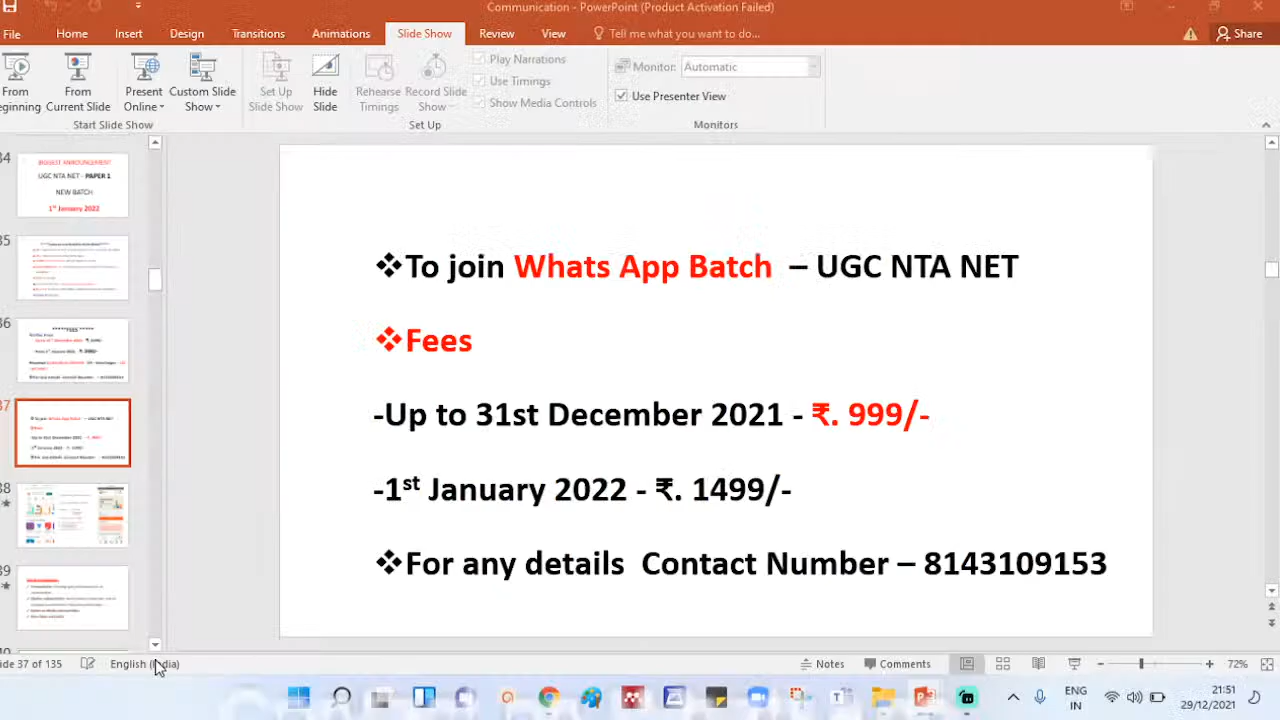 Communication - PowerPoint (Product Activation Failed)
File Home Insert Design Transitions Animations Slide Show Review View Tell me what you want to do... Share
From Beginning
From Current Slide
Present Online
Custom Slide Show
Set Up Slide Show
Hide Slide
Rehearse Timings
Record Slide Show
Play Narrations
Use Timings
Show Media Controls
Monitor: Automatic
Use Presenter View
Start Slide Show
Set Up
Monitors
34
BIGGEST ANNOUNCEMENT
UGC NTA NET - PAPER 1
NEW BATCH
1st January 2022
35
36
37
38
39
❖To join Whats App Batch – UGC NTA NET
❖Fees
-Up to 31st December 2021 - ₹. 999/-
-1st January 2022 - ₹. 1499/-
❖For any details Contact Number – 8143109153
Slide 37 of 135
English (India)
Notes
Comments
72%
ENG
IN
21:51
29/12/2021